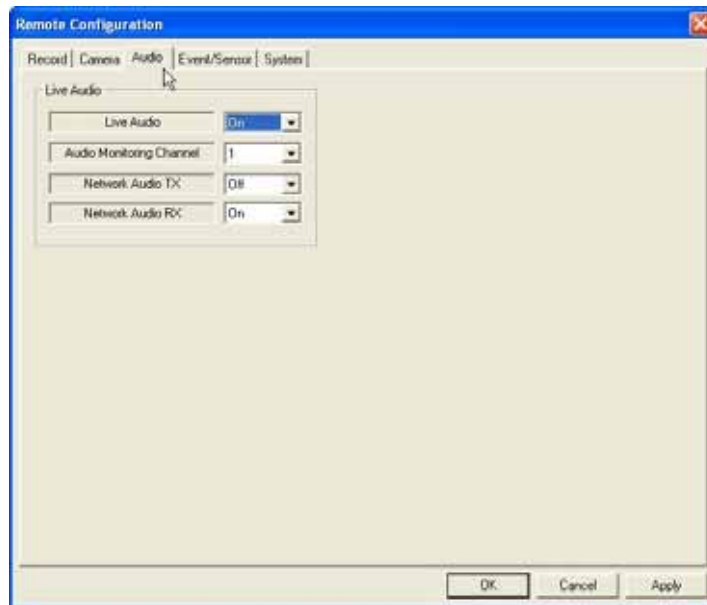 Remote Configuration
Record Camera Audio Event/Sensor System
Live Audio
Live Audio On
Audio Monitoring Channel 1
Network Audio TX Off
Network Audio RX On
OK Cancel Apply